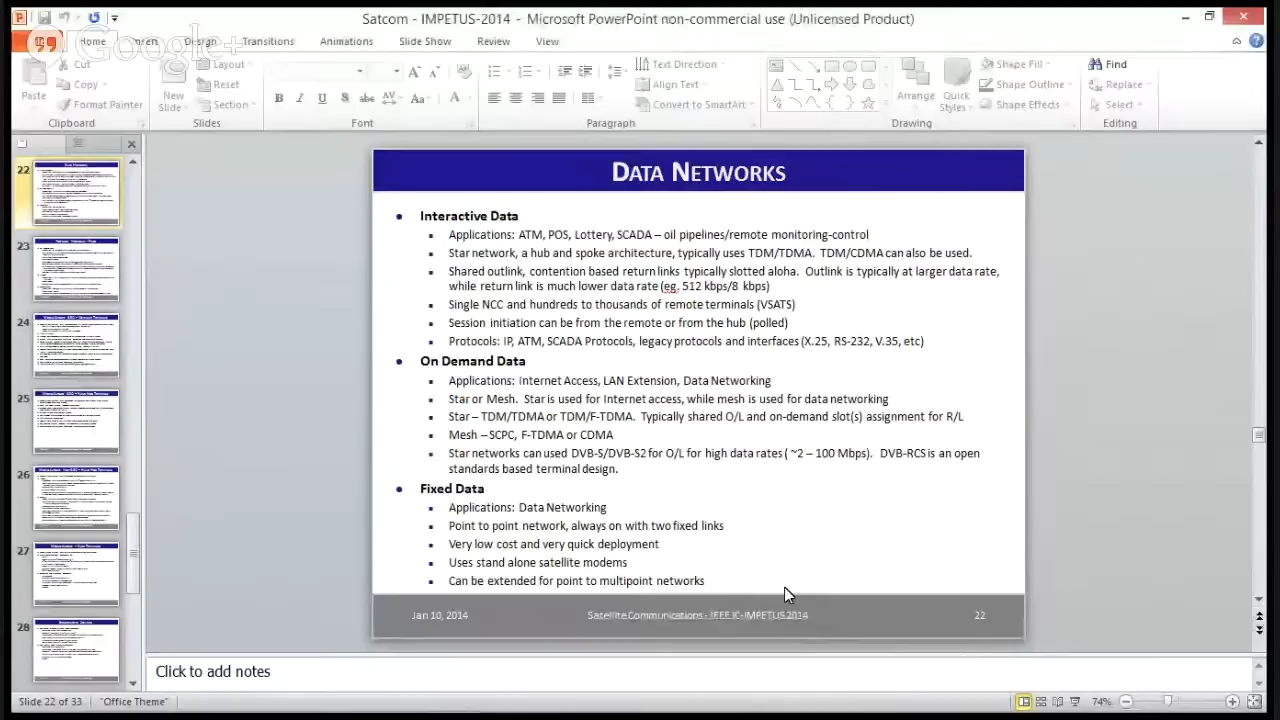 Satcom - IMPETUS-2014 - Microsoft PowerPoint non-commercial use (Unlicensed Product)
Google+
Home Insert Design Transitions Animations Slide Show Review View
Cut
Copy
Format Painter
Paste
Clipboard
New Slide
Layout
Reset
Section
Slides
Font
Text Direction
Align Text
Convert to SmartArt
Paragraph
Arrange
Quick Styles
Shape Fill
Shape Outline
Shape Effects
Drawing
Find
Replace
Select
Editing
22
23
24
25
26
27
28
DATA NETWORKS
Interactive Data
Applications: ATM, POS, Lottery, SCADA – oil pipelines/remote monitoring-control
Star network, hub and spoke architecture, typically uses TDM/TDMA. TDM/CDMA can also be used.
Shared outlink, contention based return links typically slotted aloha. Outlink is typically at larger data rate,
while return link is much lower data rate (eg. 512 kbps/8 kbps)
Single NCC and hundreds to thousands of remote terminals (VSATS)
Session initiation can be from the remote or from the hub (polled)
Protocols: ATM, SCADA Protocols, legacy protocols and interfaces (X.25, RS-232, V.35, etc)
On Demand
Applications: Internet Access, LAN Extension, Data Networking
Star or Mesh. Star is used for Internet access, while mesh is used for data networking
Star - TDM/TDMA or TDM/F-TDMA. Typically shared O/L with demand slot(s) assignment for R/L
Mesh – SCPC, F-TDMA or CDMA
Star networks can used DVB-S/DVB-S2 for O/L for high data rates ( ~2 – 100 Mbps). DVB-RCS is an open
standards based terminal design.
Fixed Data
Application: Data Networking
Point to point network, always on with two fixed links
Very simple and very quick deployment
Uses stand alone satellite modems
Can be extended for point to multipoint networks
Jan 10, 2014 Satellite Communications - IEEE IC-IMPETUS 2014 22
Click to add notes
Slide 22 of 33 "Office Theme" 74%